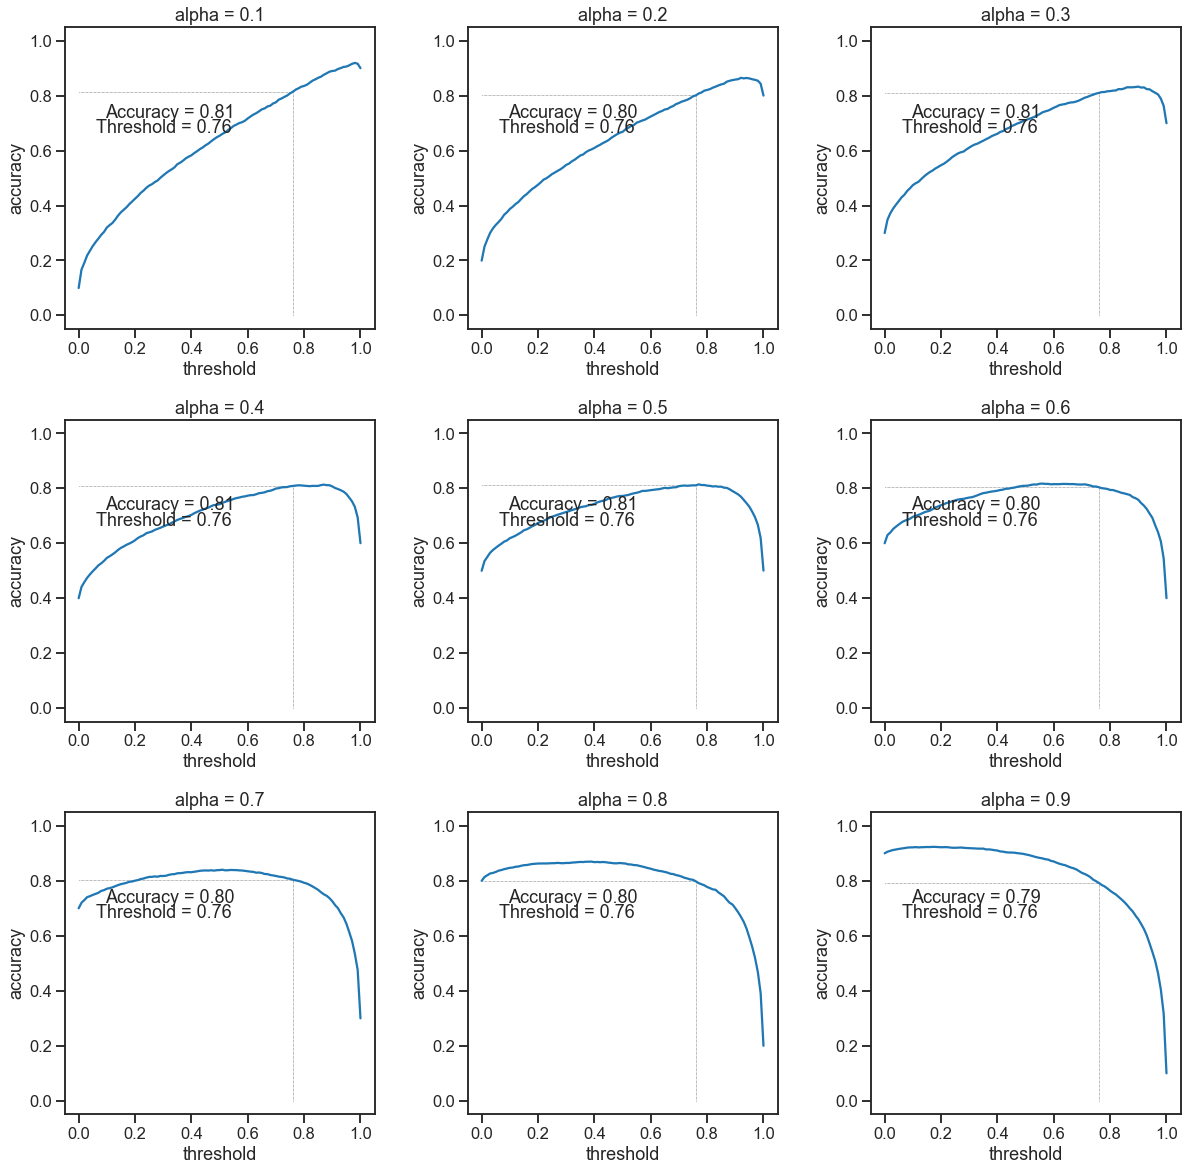 alpha = 0.1
1.0
0.8
0.6
0.4
0.2
0.0
accuracy
Accuracy = 0.81
Threshold = 0.76
0.0 0.2 0.4 0.6 0.8 1.0
threshold
alpha = 0.2
1.0
0.8
0.6
0.4
0.2
0.0
accuracy
Accuracy = 0.80
Threshold = 0.76
0.0 0.2 0.4 0.6 0.8 1.0
threshold
alpha = 0.3
1.0
0.8
0.6
0.4
0.2
0.0
accuracy
Accuracy = 0.81
Threshold = 0.76
0.0 0.2 0.4 0.6 0.8 1.0
threshold
alpha = 0.4
1.0
0.8
0.6
0.4
0.2
0.0
accuracy
Accuracy = 0.81
Threshold = 0.76
0.0 0.2 0.4 0.6 0.8 1.0
threshold
alpha = 0.5
1.0
0.8
0.6
0.4
0.2
0.0
accuracy
Accuracy = 0.81
Threshold = 0.76
0.0 0.2 0.4 0.6 0.8 1.0
threshold
alpha = 0.6
1.0
0.8
0.6
0.4
0.2
0.0
accuracy
Accuracy = 0.80
Threshold = 0.76
0.0 0.2 0.4 0.6 0.8 1.0
threshold
alpha = 0.7
1.0
0.8
0.6
0.4
0.2
0.0
accuracy
Accuracy = 0.80
Threshold = 0.76
0.0 0.2 0.4 0.6 0.8 1.0
threshold
alpha = 0.8
1.0
0.8
0.6
0.4
0.2
0.0
accuracy
Accuracy = 0.80
Threshold = 0.76
0.0 0.2 0.4 0.6 0.8 1.0
threshold
alpha = 0.9
1.0
0.8
0.6
0.4
0.2
0.0
accuracy
Accuracy = 0.79
Threshold = 0.76
0.0 0.2 0.4 0.6 0.8 1.0
threshold